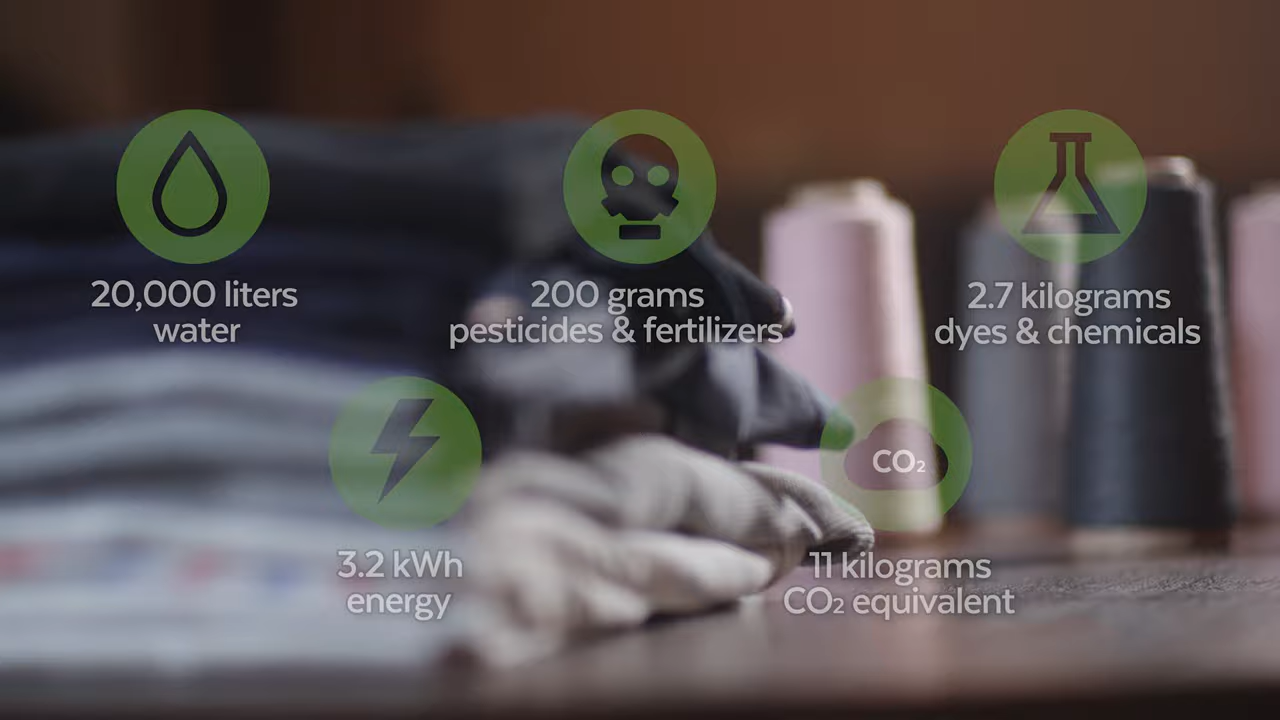 20,000 liters
water
200 grams
pesticides & fertilizers
2.7 kilograms
dyes & chemicals
CO₂
3.2 kWh
energy
11 kilograms
CO₂ equivalent